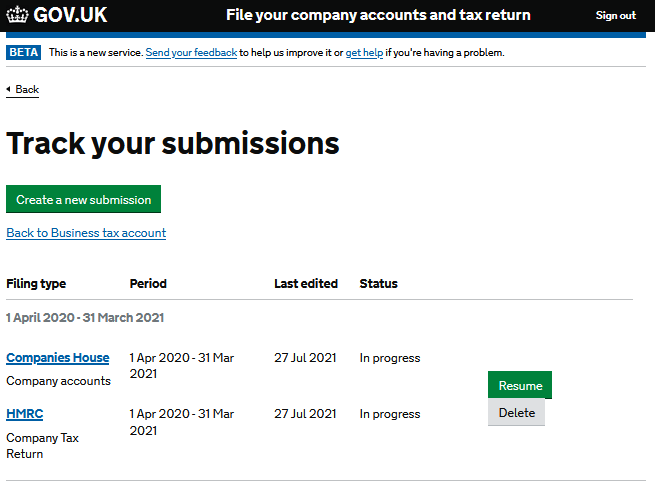 GOV.UK File your company accounts and tax return Sign out
BETA This is a new service. Send your feedback to help us improve it or get help if you're having a problem.
Back
Track your submissions
Create a new submission
Back to Business tax account
Filing type Period Last edited Status
1 April 2020 - 31 March 2021
Companies House 1 Apr 2020 - 31 Mar 27 Jul 2021 In progress
2021
Company accounts
Resume
HMRC 1 Apr 2020 - 31 Mar 27 Jul 2021 In progress Delete
2021
Company Tax
Return